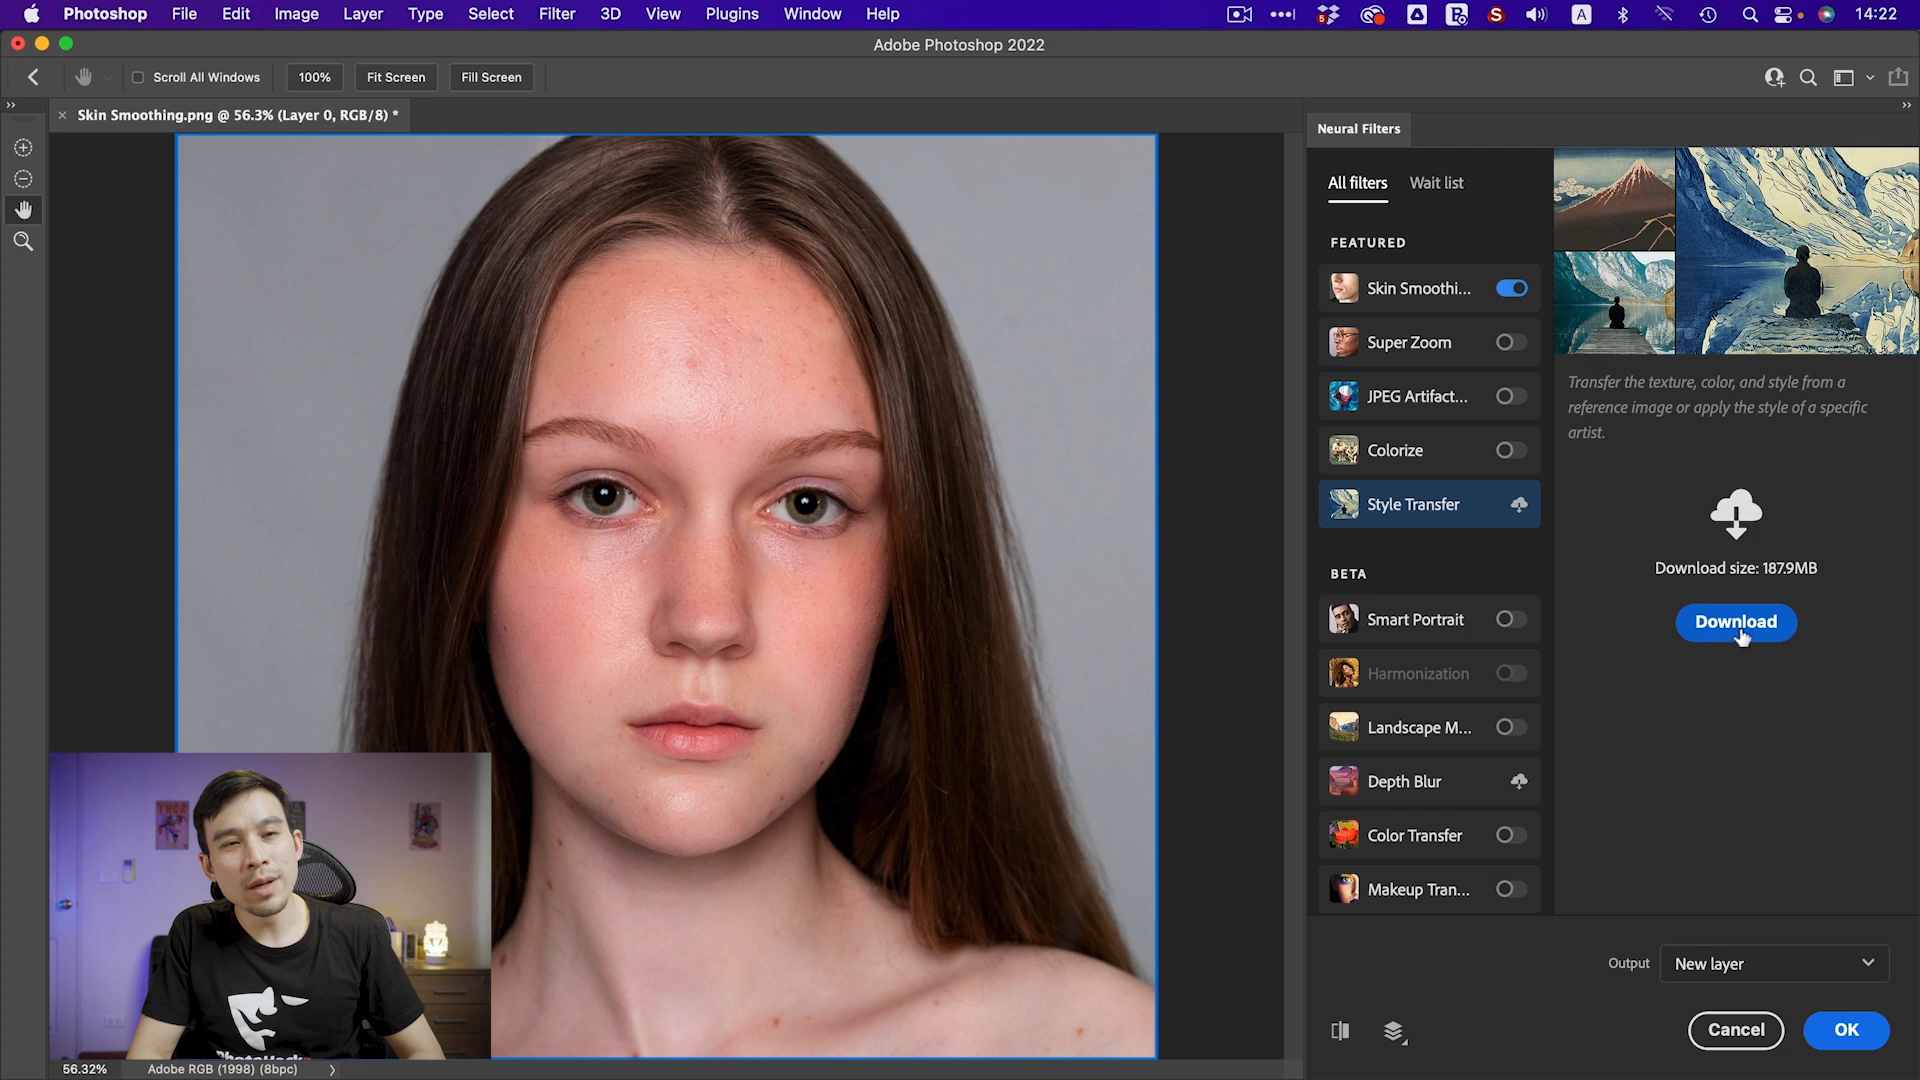 Photoshop File Edit Image Layer Type Select Filter 3D View Plugins Window Help 14:22
Adobe Photoshop 2022
Scroll All Windows 100% Fit Screen Fill Screen
Skin Smoothing.png @ 56.3% (Layer 0, RGB/8) *
Neural Filters
All filters Wait list
FEATURED
Skin Smoothi...
Super Zoom
JPEG Artifact...
Colorize
Style Transfer
BETA
Smart Portrait
Harmonization
Landscape M...
Depth Blur
Color Transfer
Makeup Tran...
Transfer the texture, color, and style from a
reference image or apply the style of a specific
artist.
Download size: 187.9MB
Download
Output New layer
Cancel OK
THOR
56.32% Adobe RGB (1998) (8bpc)